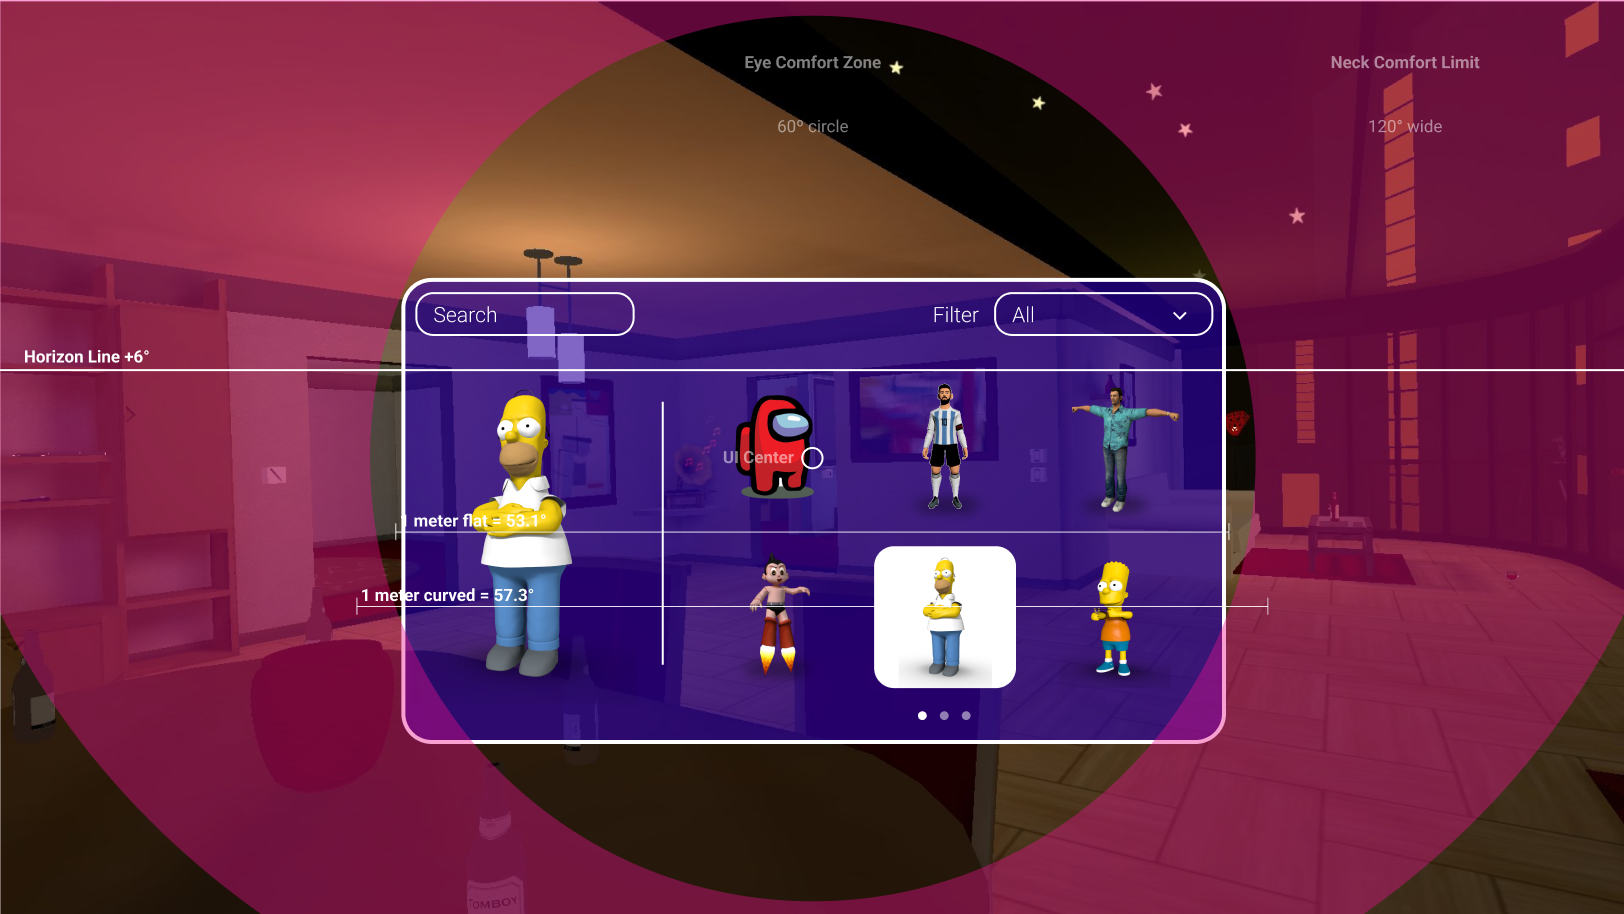 Eye Comfort Zone
60º circle
Neck Comfort Limit
120° wide
Search
Filter
All
Horizon Line +6°
UI Center
1 meter flat = 53.1°
1 meter curved = 57.3°
TOMBOY